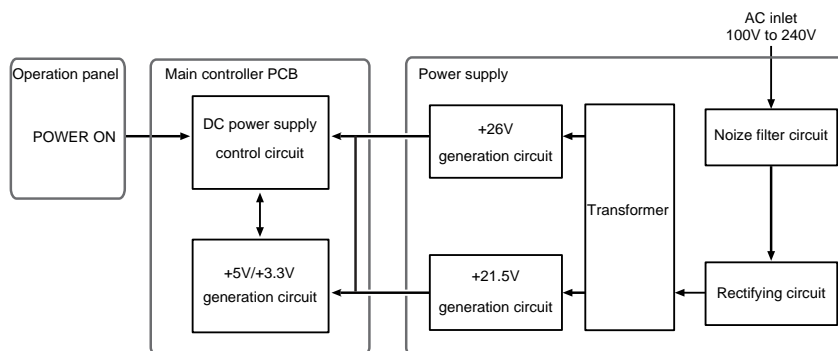 AC inlet
100V to 240V
Operation panel
Main controller PCB
Power supply
POWER ON
DC power supply
control circuit
+26V
generation circuit
Noize filter circuit
Transformer
+5V/+3.3V
generation circuit
+21.5V
generation circuit
Rectifying circuit